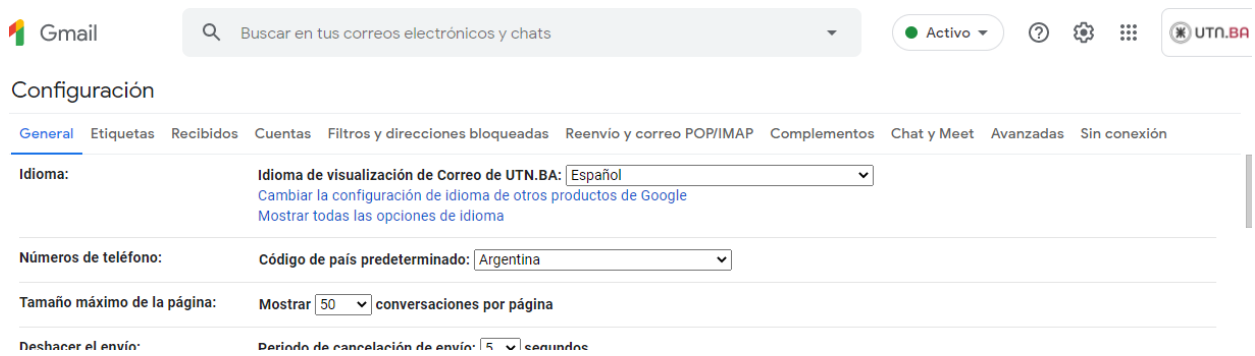 Gmail
Buscar en tus correos electrónicos y chats
Activo
UTN.BA
Configuración
General Etiquetas Recibidos Cuentas Filtros y direcciones bloqueadas Reenvío y correo POP/IMAP Complementos Chat y Meet Avanzadas Sin conexión
Idioma: Idioma de visualización de Correo de UTN.BA: Español
Cambiar la configuración de idioma de otros productos de Google
Mostrar todas las opciones de idioma
Números de teléfono: Código de país predeterminado: Argentina
Tamaño máximo de la página: Mostrar 50 conversaciones por página
Deshacer el envío: Periodo de cancelación de envío: 5 segundos